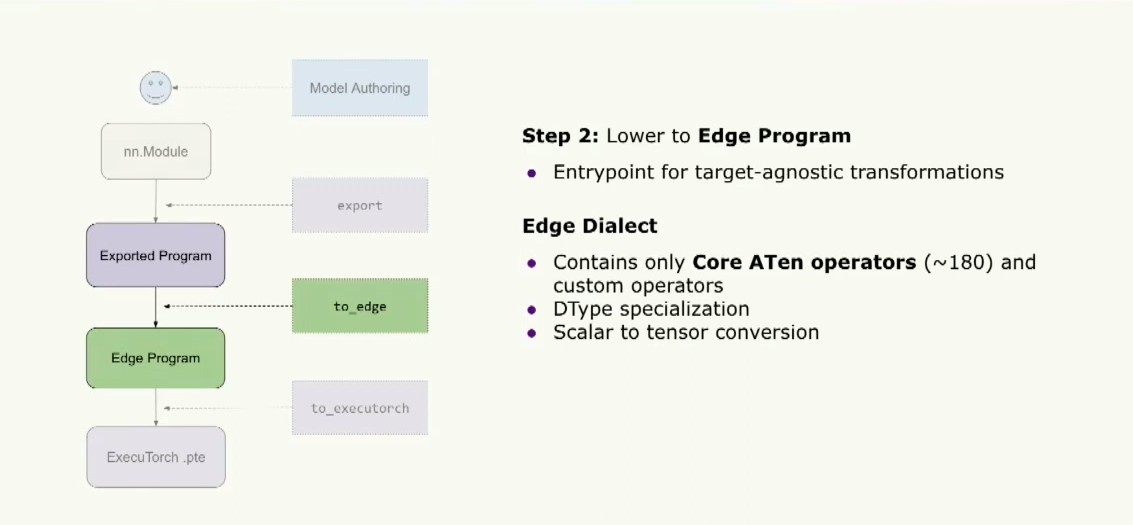 Model Authoring
nn.Module
export
Exported Program
to_edge
Edge Program
to_executorch
ExecuTorch .pte
Step 2: Lower to Edge Program
• Entrypoint for target-agnostic transformations
Edge Dialect
• Contains only Core ATen operators (~180) and
custom operators
• DType specialization
• Scalar to tensor conversion